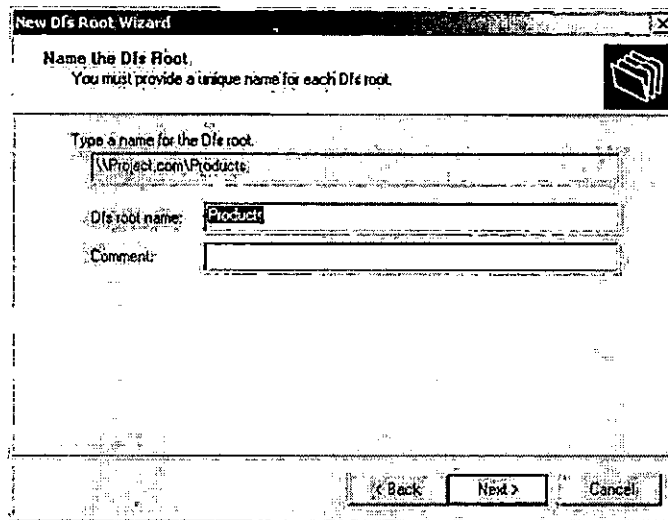 New Dfs Root Wizard
Name the Dfs Root
You must provide a unique name for each Dfs root.
Type a name for the Dfs root.
\\Project.com\Products
Dfs root name: Products
Comment:
< Back Next > Cancel